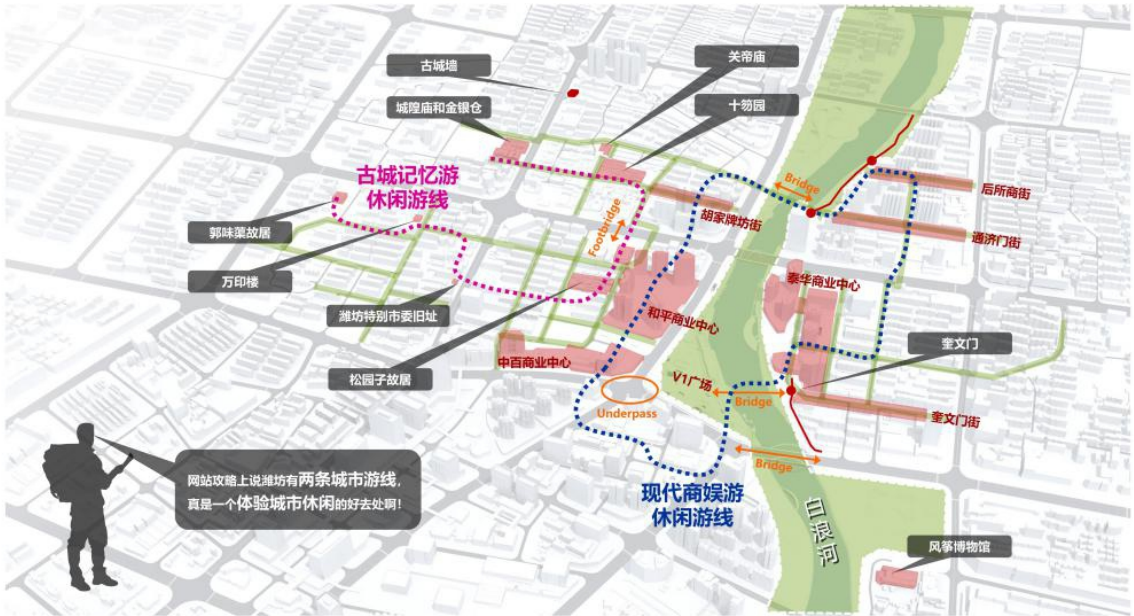 古城墙
关帝庙
城隍庙和金银仓
十笏园
古城记忆游
休闲游线
Bridge
后所商街
胡家牌坊街
郭味蕖故居
Footbridge
通济门街
万印楼
泰华商业中心
潍坊特别市委旧址
和平商业中心
奎文门
中百商业中心
松园子故居
V1广场
Bridge
Underpass
奎文门街
Bridge
网站攻略上说潍坊有两条城市游线,
真是一个体验城市休闲的好去处啊!
现代商娱游
休闲游线
白浪河
风筝博物馆